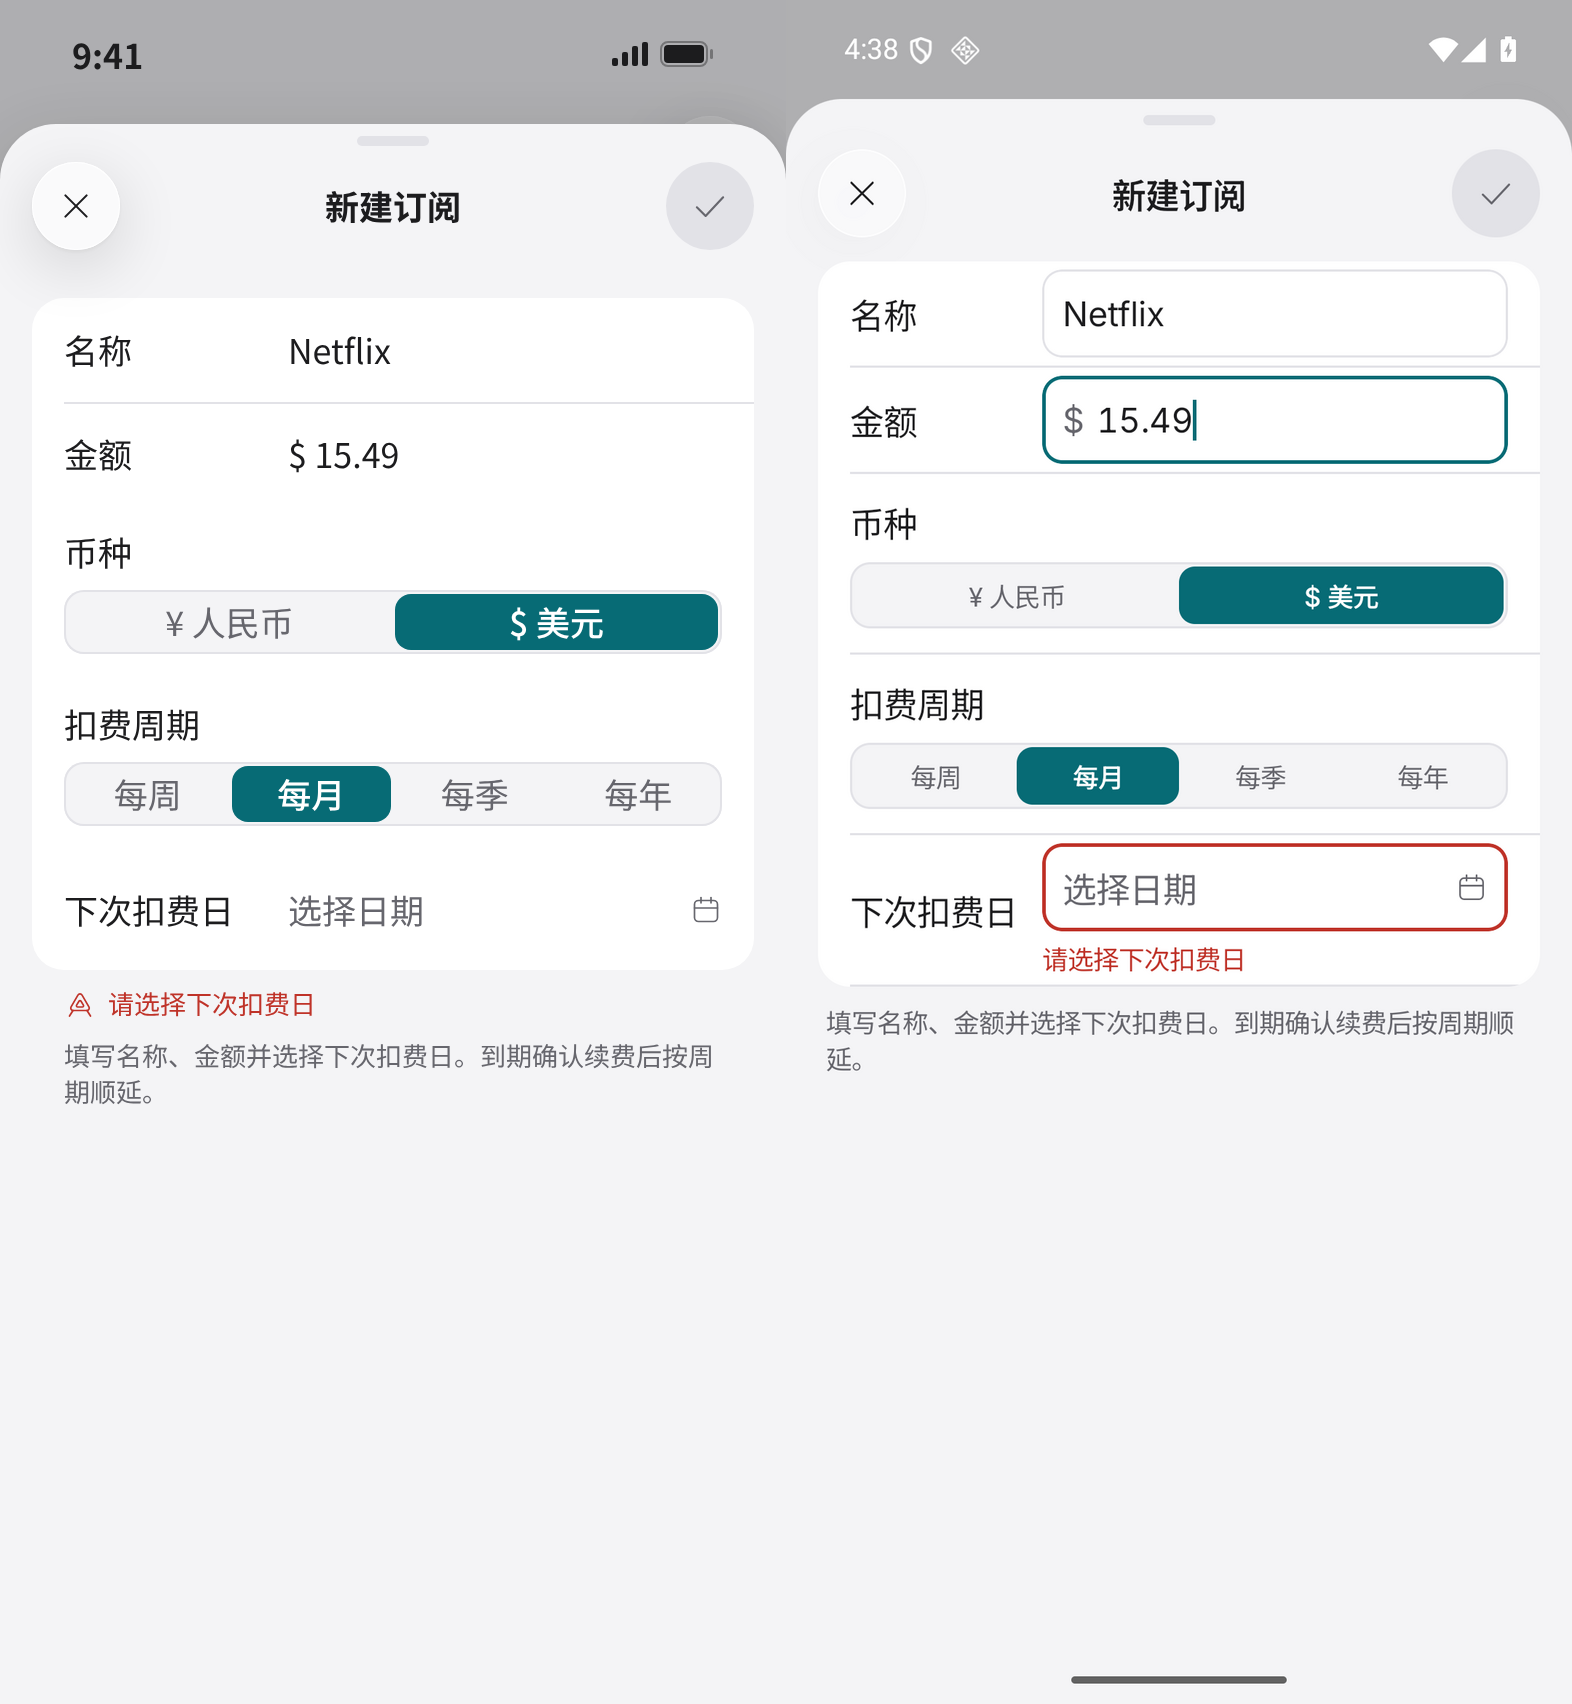 9:41
新建订阅
名称 Netflix
金额 $ 15.49
币种
¥ 人民币 $ 美元
扣费周期
每周 每月 每季 每年
下次扣费日 选择日期
请选择下次扣费日
填写名称、金额并选择下次扣费日。到期确认续费后按周
期顺延。
4:38
新建订阅
名称 Netflix
金额 $ 15.49
币种
¥ 人民币 $ 美元
扣费周期
每周 每月 每季 每年
下次扣费日 选择日期
请选择下次扣费日
填写名称、金额并选择下次扣费日。到期确认续费后按周期顺
延。